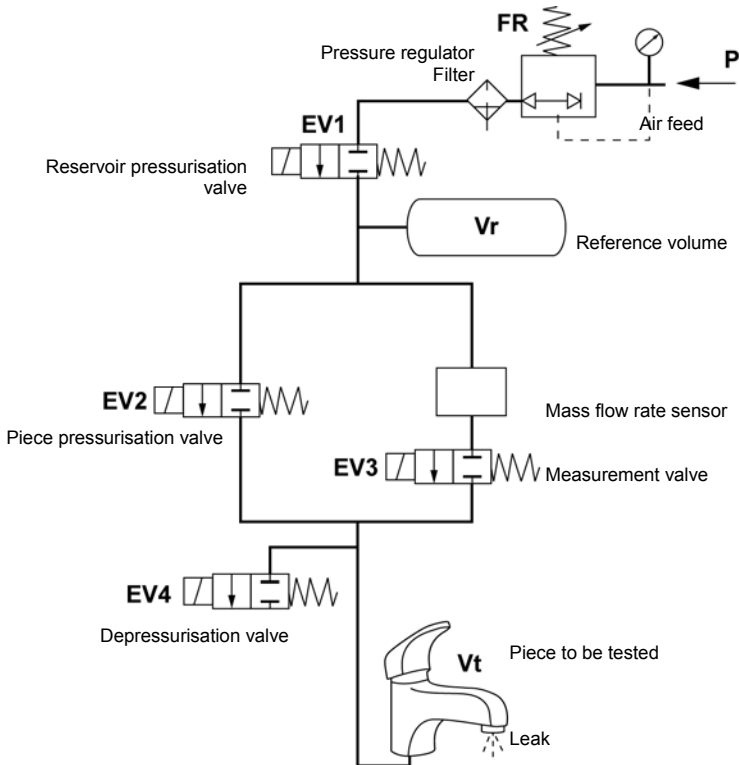 FR
Pressure regulator
Filter
P
Air feed
EV1
Reservoir pressurisation
valve
Vr
Reference volume
EV2
Piece pressurisation valve
Mass flow rate sensor
EV3
Measurement valve
EV4
Depressurisation valve
Vt
Piece to be tested
Leak